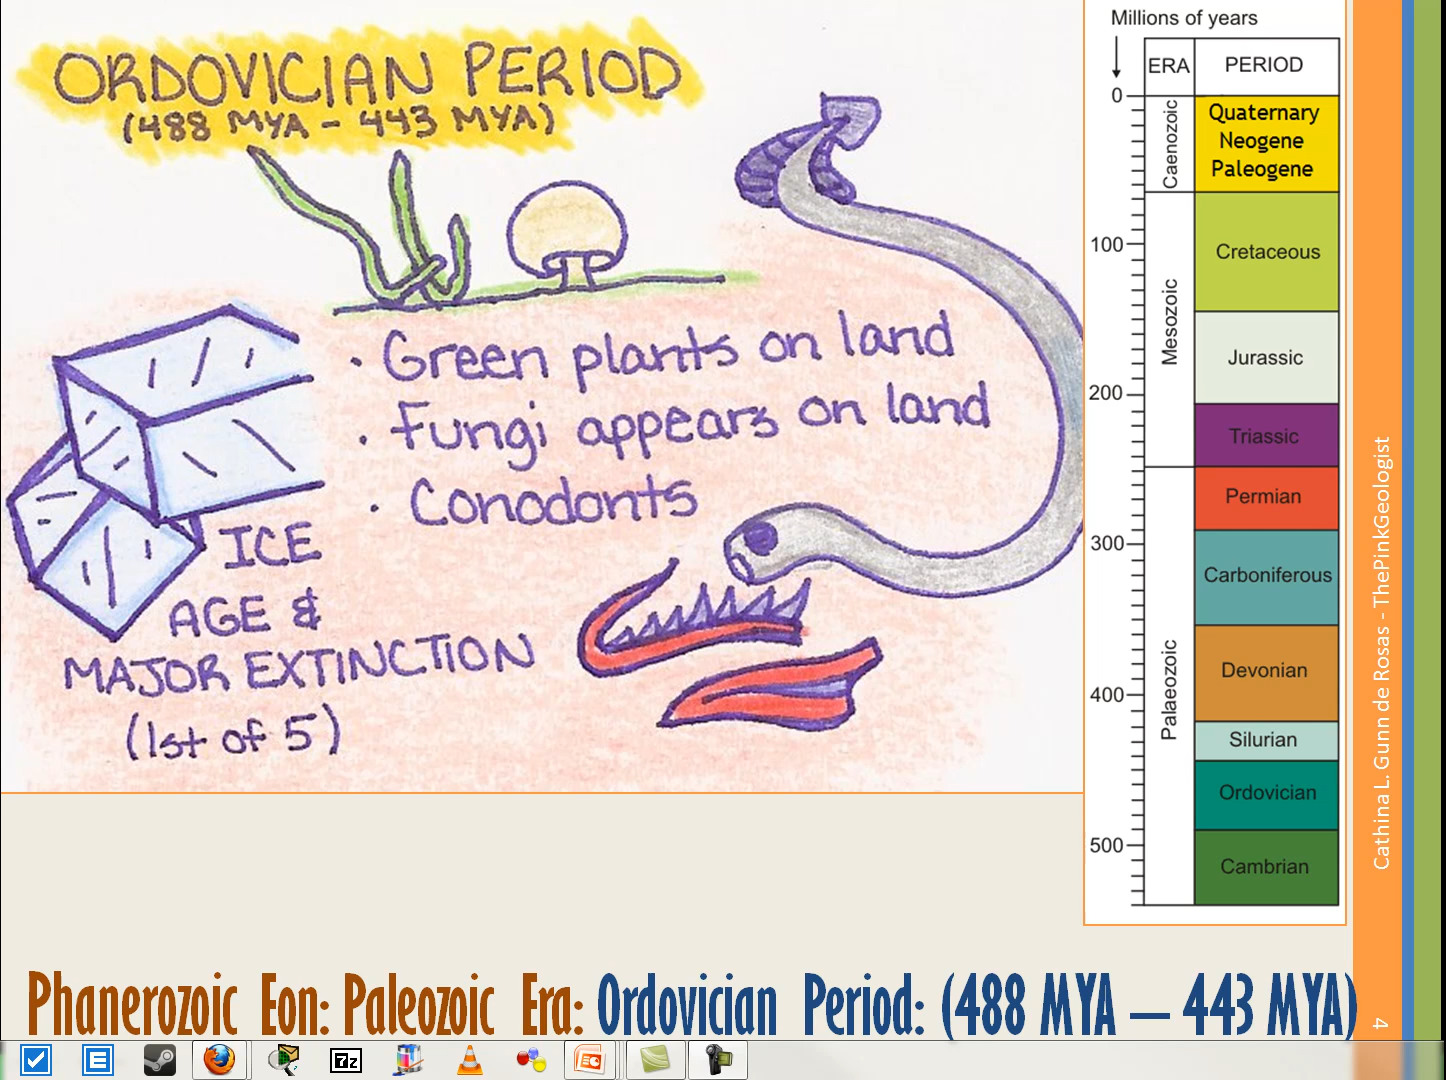 ORDOVICIAN PERIOD
(488 MYA - 443 MYA)
· Green plants on land
· Fungi appears on land
· Conodonts
ICE
AGE &
MAJOR EXTINCTION
(1st of 5)
Millions of years
ERA PERIOD
0
Caenozoic
Quaternary
Neogene
Paleogene
100
Mesozoic
Cretaceous
Jurassic
200
Triassic
Palaeozoic
Permian
300
Carboniferous
Devonian
400
Silurian
Ordovician
500
Cambrian
Cathina L. Gunn de Rosas - ThePinkGeologist
4
Phanerozoic Eon: Paleozoic Era: Ordovician Period: (488 MYA — 443 MYA)
E
7z